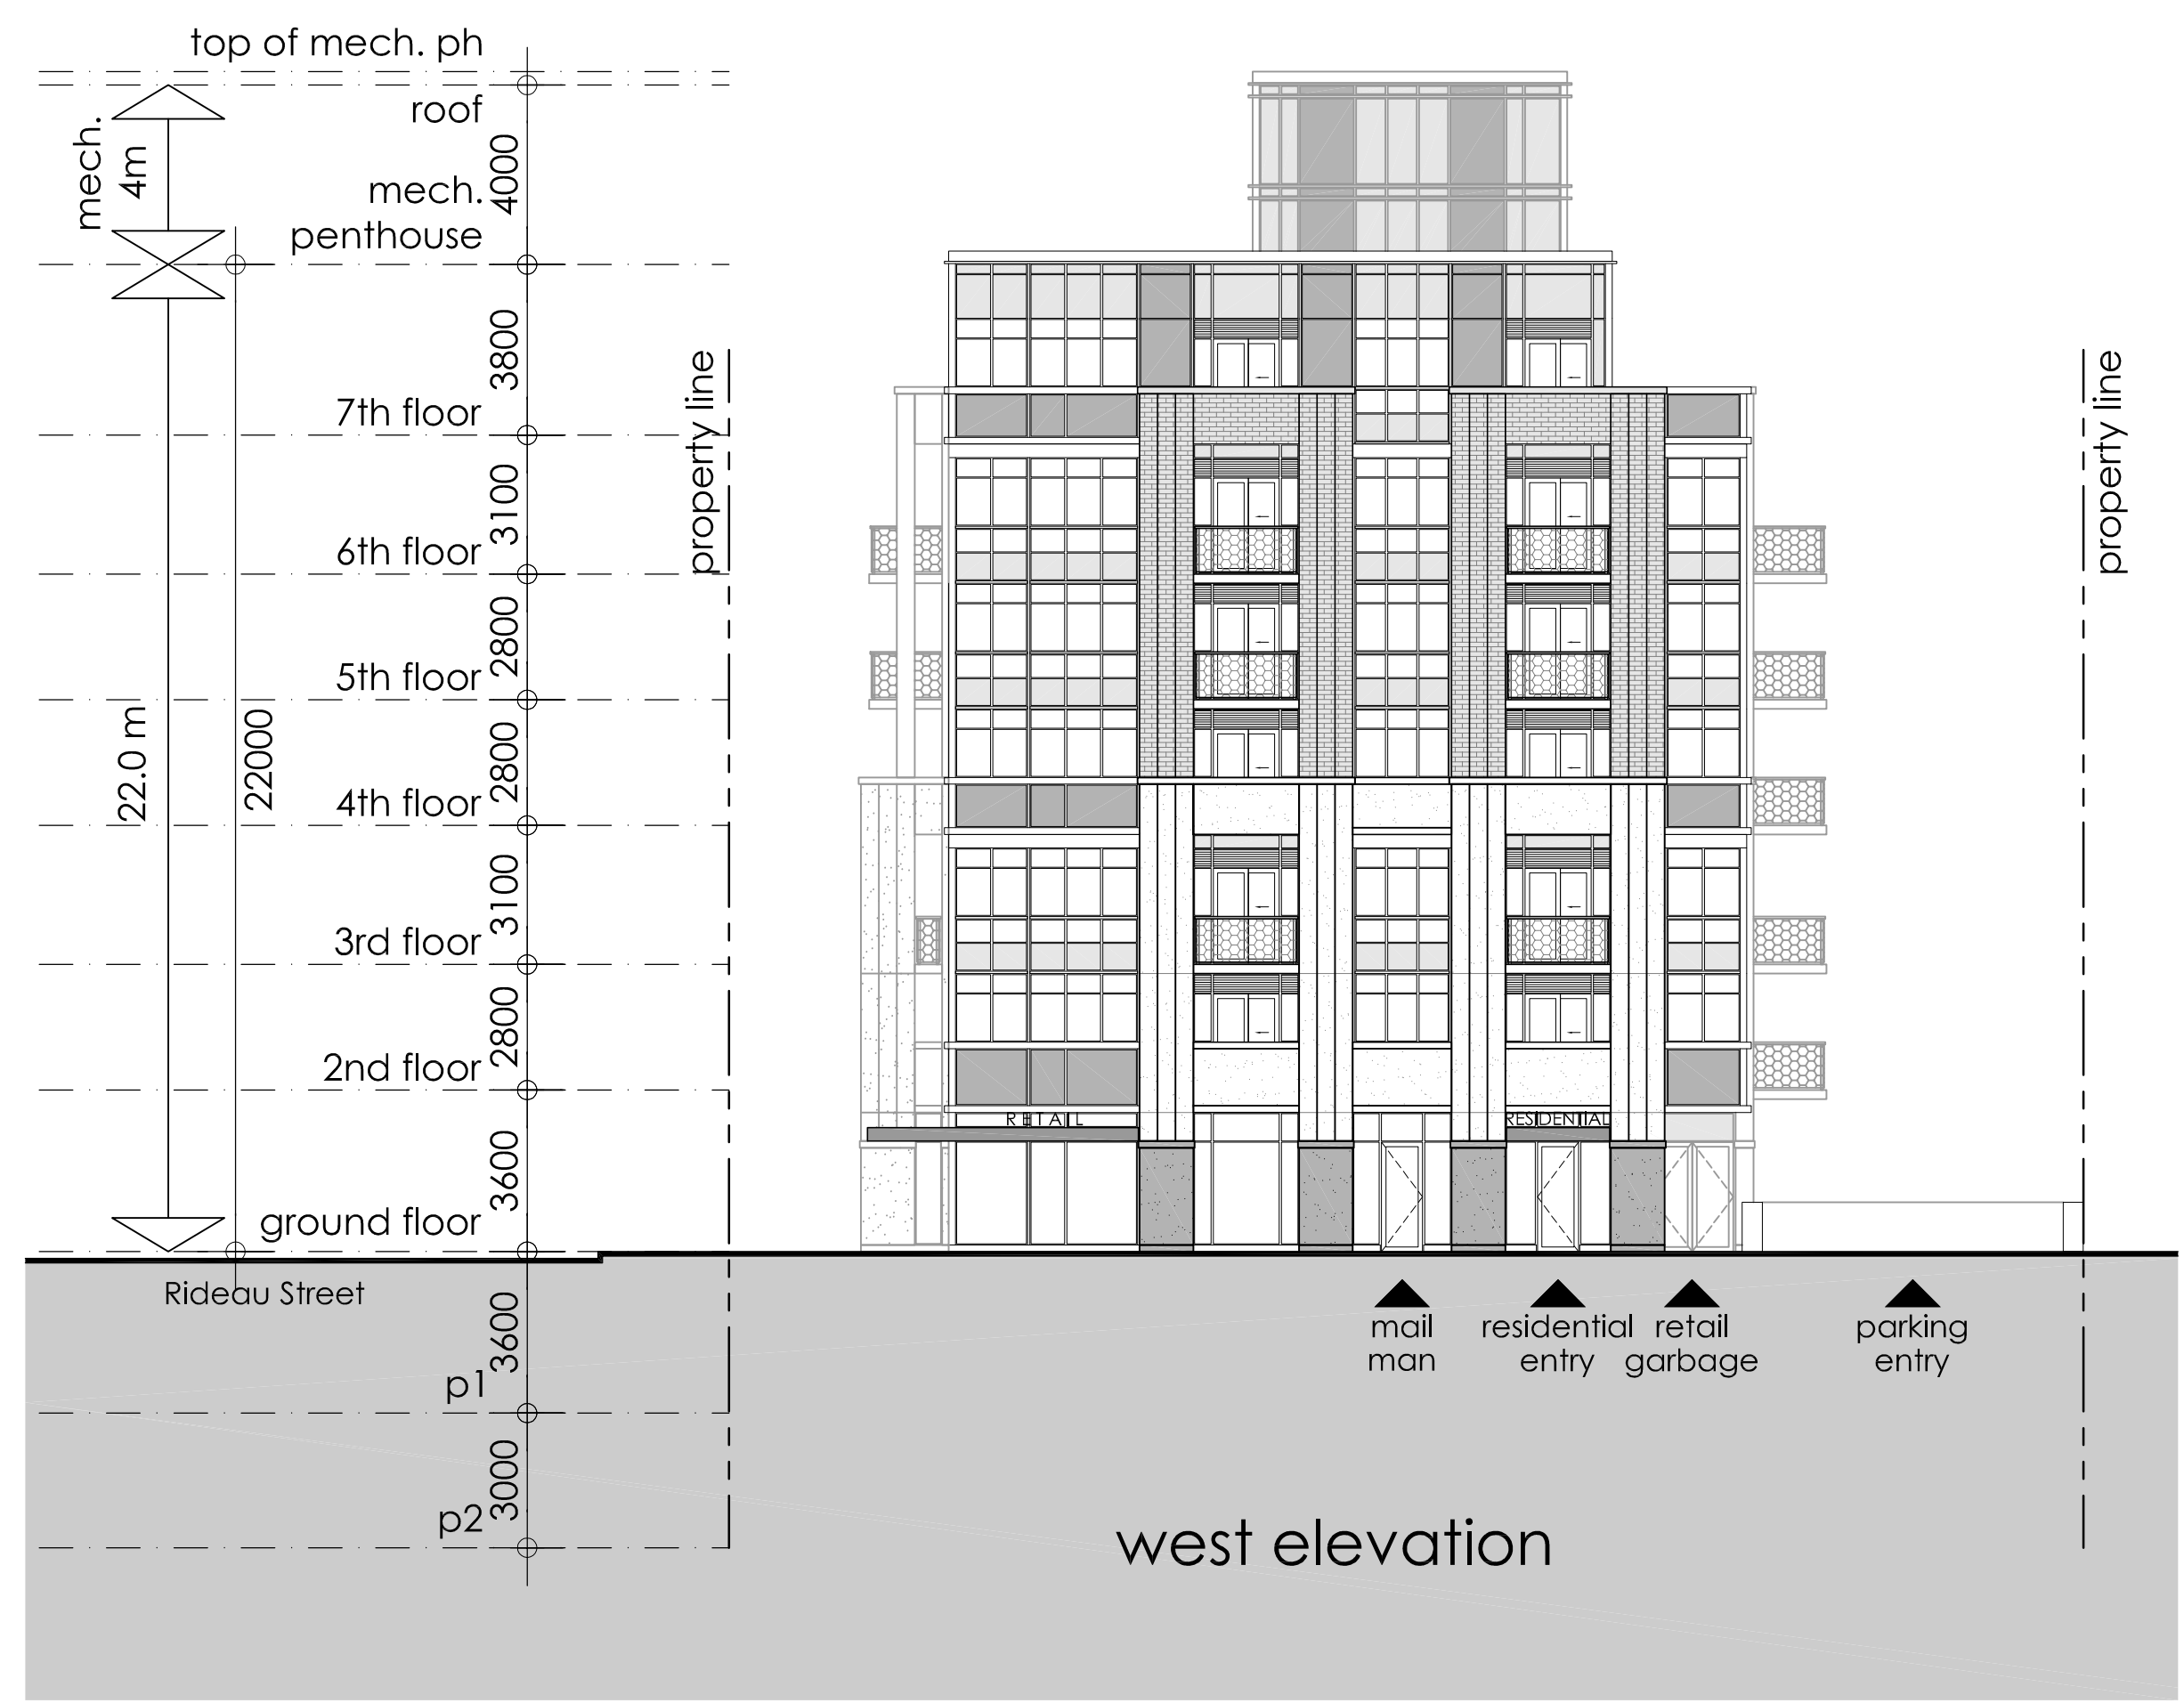 top of mech. ph
roof
mech.
4m
4000
mech.
penthouse
3800
7th floor
property line
property line
3100
6th floor
2800
5th floor
22.0 m
22000
2800
4th floor
3100
3rd floor
2800
2nd floor
RETAIL
RESIDENTIAL
3600
ground floor
Rideau Street
3600
mail
man
residential
entry
retail
garbage
parking
entry
p1
3000
p2
west elevation